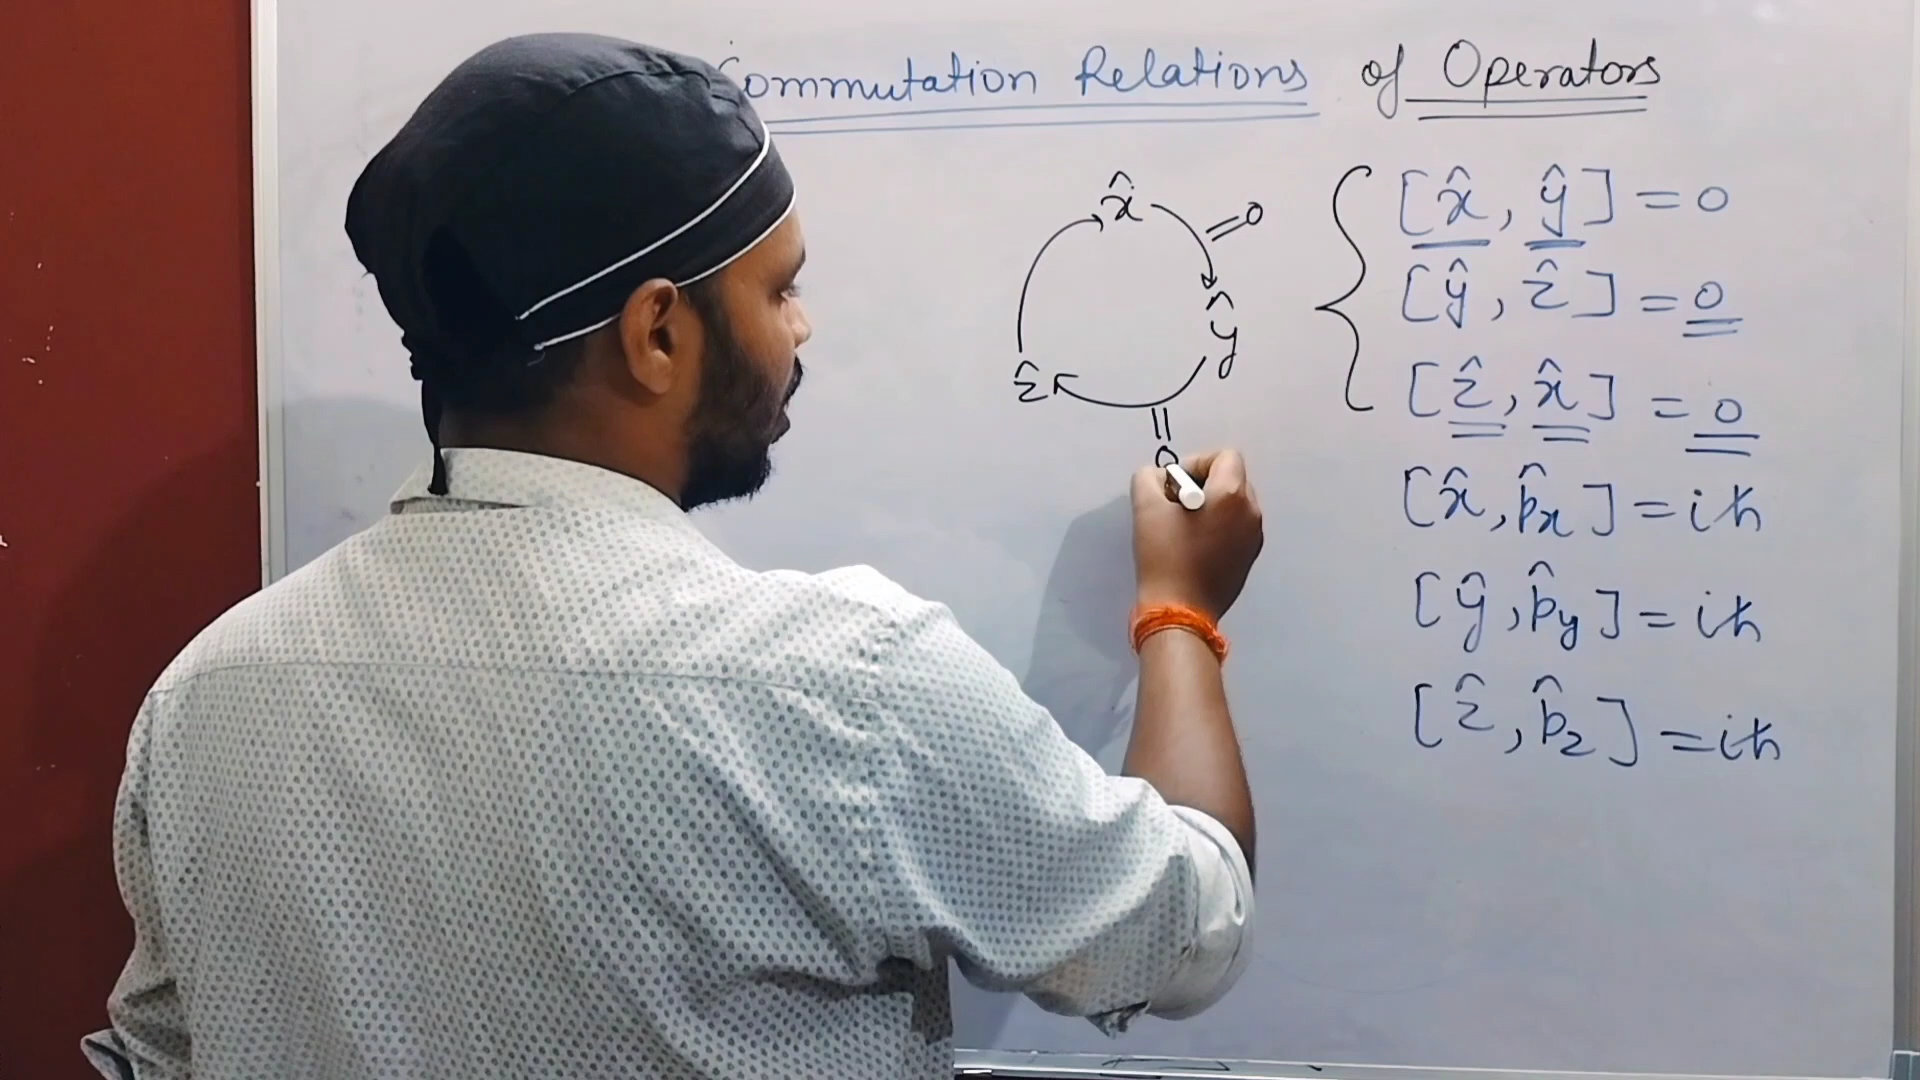 Commutation Relations of Operators
x̂ = 0
ŷ
ẑ
= 0
[x̂, ŷ] = 0
[ŷ, ẑ] = 0
[ẑ, x̂] = 0
[x̂, p̂x] = iħ
[ŷ, p̂y] = iħ
[ẑ, p̂z] = iħ